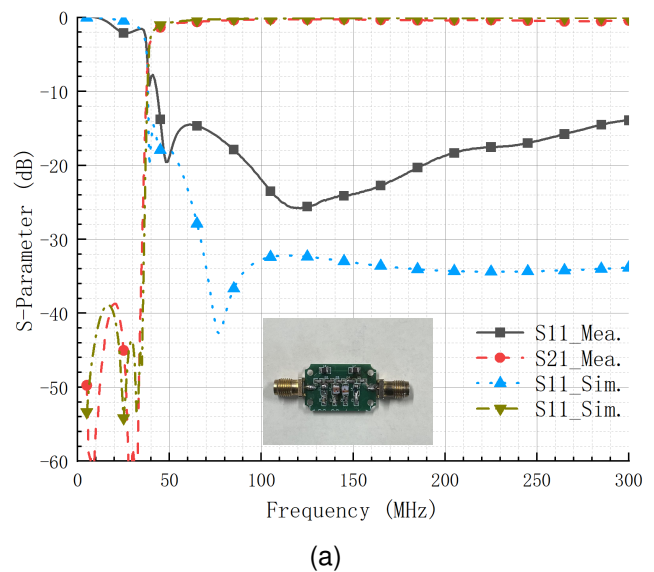 0
-10
-20
-30
-40
-50
-60
S-Parameter (dB)
S11_Mea.
S21_Mea.
S11_Sim.
S11_Sim.
0 50 100 150 200 250 300
Frequency (MHz)
(a)